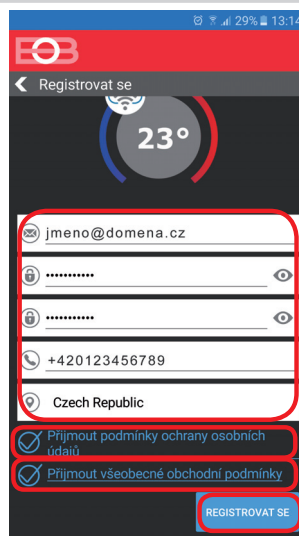 29% 13:14
EOB
Registrovat se
23°
jmeno@domena.cz
•••••••••••
•••••••••••
+420123456789
Czech Republic
Přijmout podmínky ochrany osobních
údajů
Přijmout všeobecné obchodní podmínky
REGISTROVAT SE